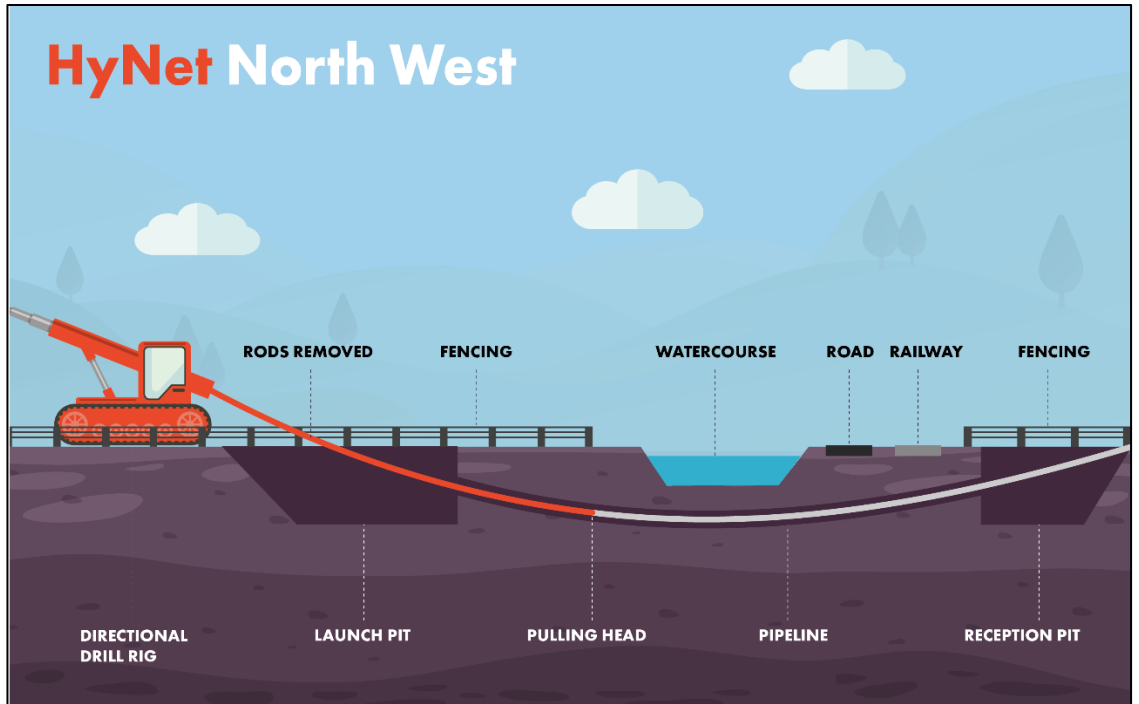 HyNet North West
RODS REMOVED
FENCING
WATERCOURSE
ROAD
RAILWAY
FENCING
DIRECTIONAL
DRILL RIG
LAUNCH PIT
PULLING HEAD
PIPELINE
RECEPTION PIT